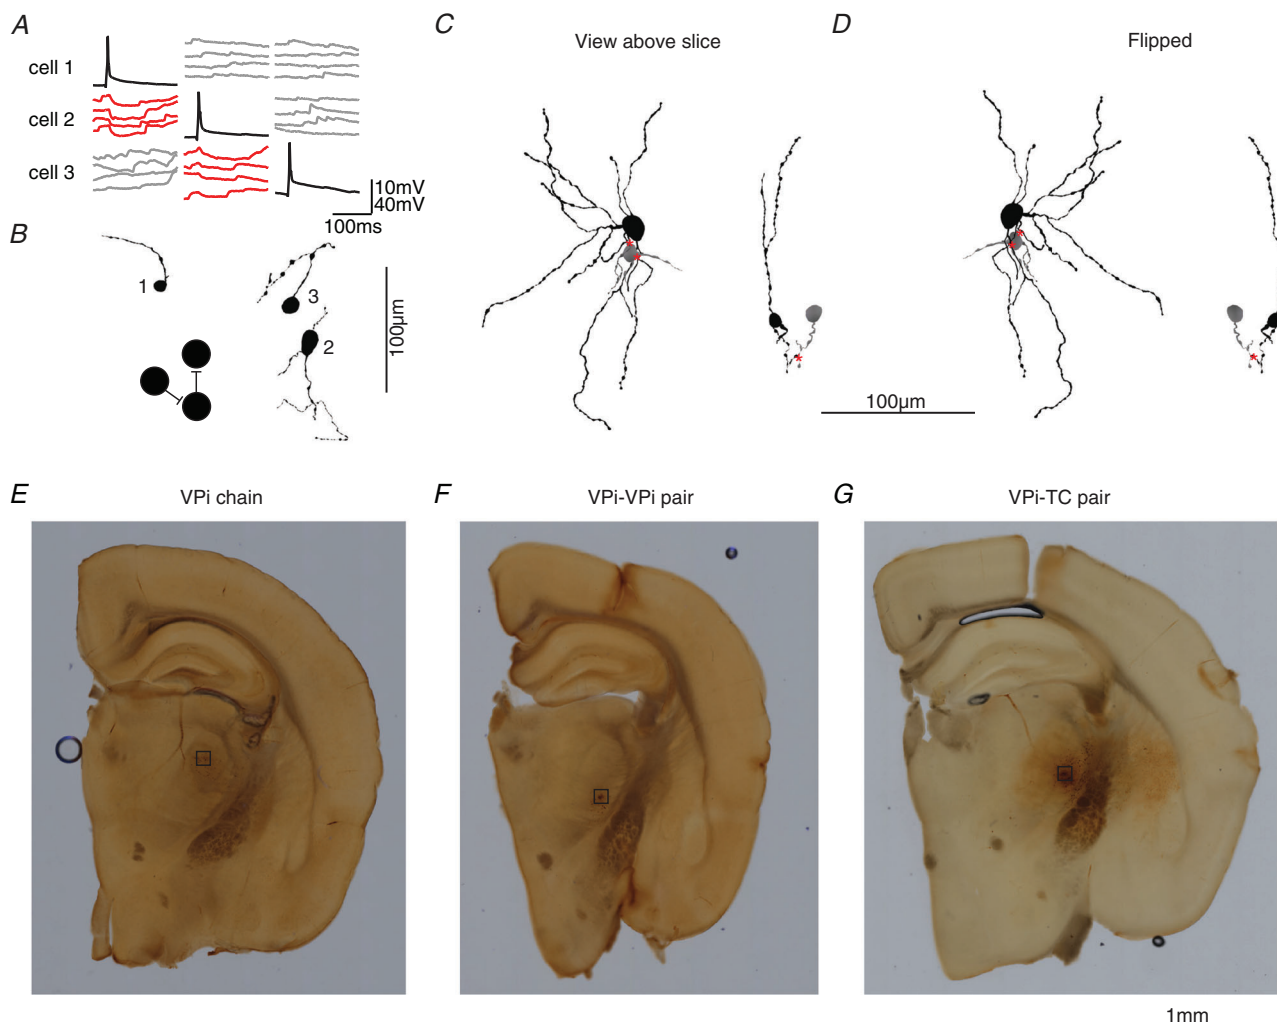 A
cell 1
cell 2
cell 3
10mV
40mV
100ms
B
1
3
2
100µm
C
View above slice
D
Flipped
*
*
*
*
*
*
100µm
E
VPi chain
F
VPi-VPi pair
G
VPi-TC pair
1mm